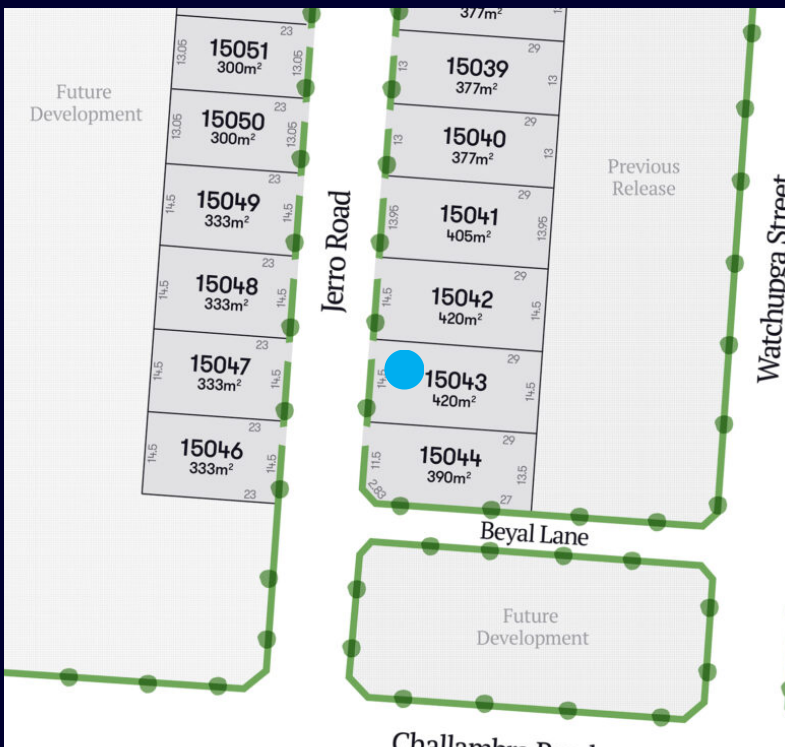 377m²
13
23
13.05
15051
300m²
13.05
29
13
15039
377m²
13
Future
Development
23
13.05
15050
300m²
13.05
29
13
15040
377m²
13
Previous
Release
23
14.5
15049
333m²
14.5
29
13.95
15041
405m²
13.95
Jerro Road
Watchupga Street
23
14.5
15048
333m²
14.5
29
14.5
15042
420m²
14.5
23
14.5
15047
333m²
14.5
29
14.5
15043
420m²
14.5
23
14.5
15046
333m²
14.5
23
29
11.5
15044
390m²
13.5
2.83
27
Beyal Lane
Future
Development